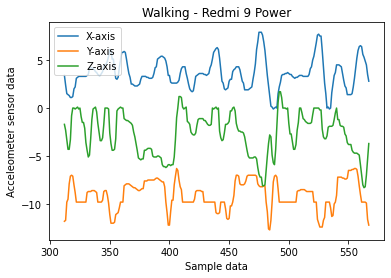 Walking - Redmi 9 Power
X-axis
Y-axis
Z-axis
Acceleometer sensor data
5
0
−5
−10
300
350
400
450
500
550
Sample data